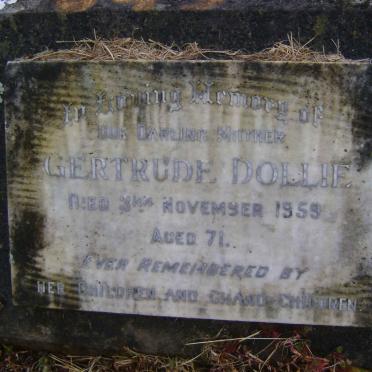 In Loving Memory of
Our Darling Mother
GERTRUDE DOLLIE
Died November 1959
Aged 71.
Ever Remembered by
Her Children and Grand-Children.